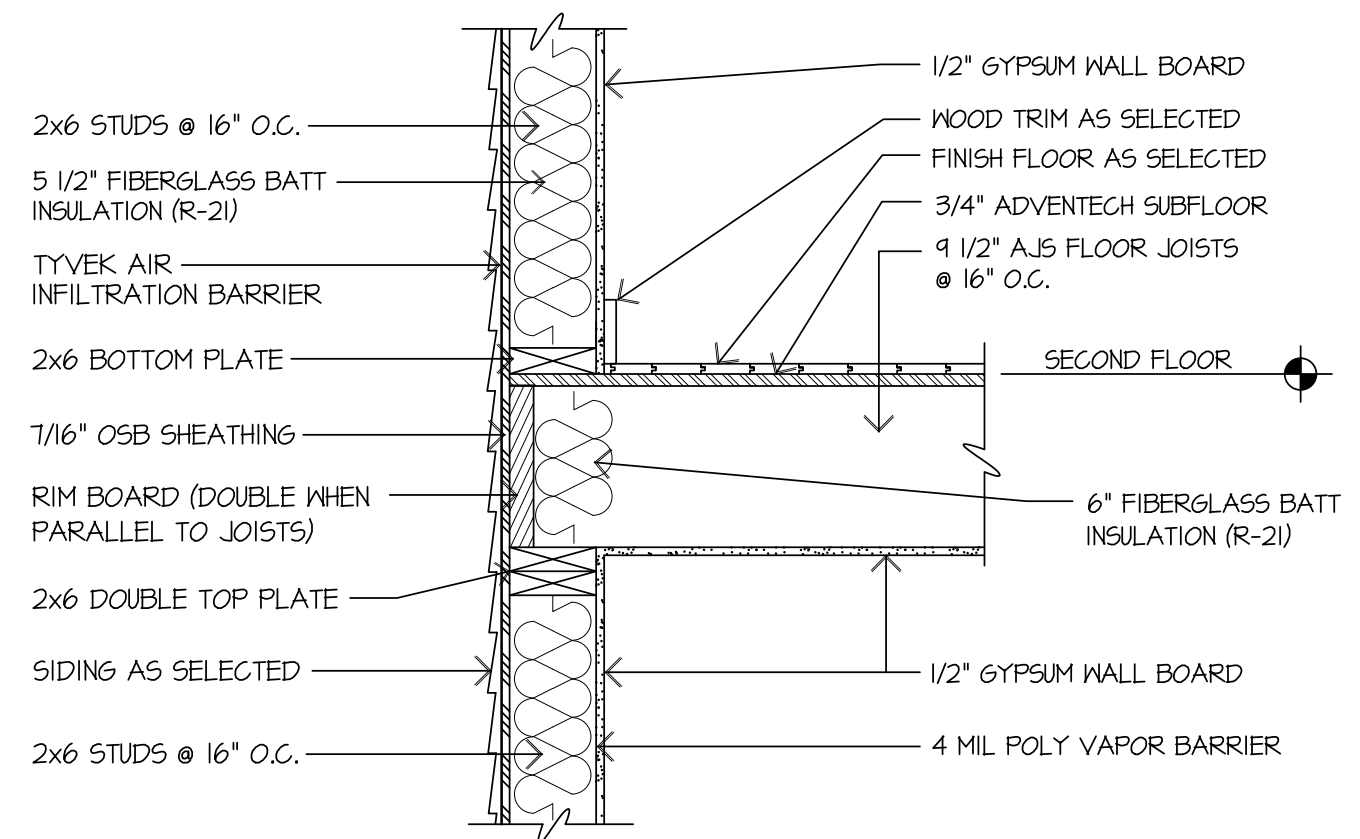 2x6 STUDS @ 16" O.C.
5 1/2" FIBERGLASS BATT
INSULATION (R-21)
TYVEK AIR
INFILTRATION BARRIER
2x6 BOTTOM PLATE
7/16" OSB SHEATHING
RIM BOARD (DOUBLE WHEN
PARALLEL TO JOISTS)
2x6 DOUBLE TOP PLATE
SIDING AS SELECTED
2x6 STUDS @ 16" O.C.
1/2" GYPSUM WALL BOARD
WOOD TRIM AS SELECTED
FINISH FLOOR AS SELECTED
3/4" ADVENTECH SUBFLOOR
9 1/2" AJS FLOOR JOISTS
@ 16" O.C.
SECOND FLOOR
6" FIBERGLASS BATT
INSULATION (R-21)
1/2" GYPSUM WALL BOARD
4 MIL POLY VAPOR BARRIER